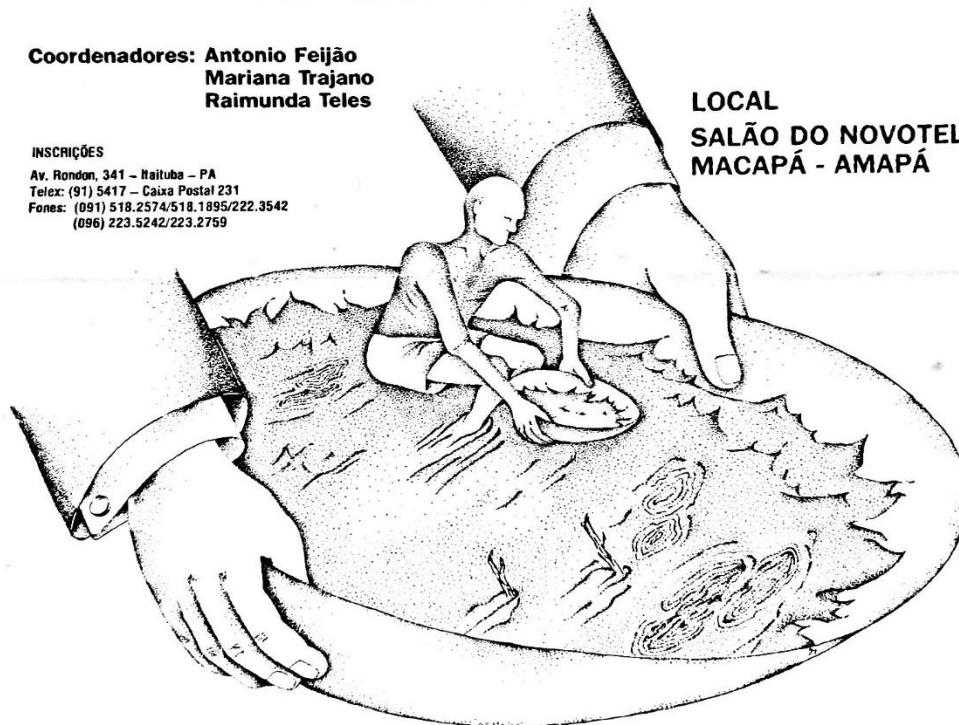 Coordenadores: Antonio Feijão
Mariana Trajano
Raimunda Teles
INSCRIÇÕES
Av. Rondon, 341 – Itaituba – PA
Telex: (91) 5417 – Caixa Postal 231
Fones: (091) 518.2574/518.1895/222.3542
(096) 223.5242/223.2759
LOCAL
SALÃO DO NOVOTEL
MACAPÁ - AMAPÁ